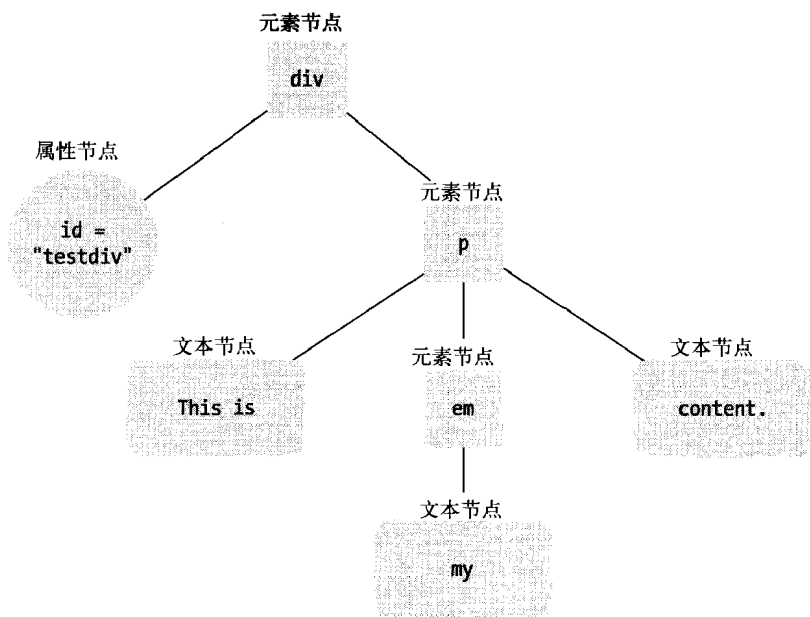 元素节点
div
属性节点
id =
"testdiv"
元素节点
p
文本节点
This is
元素节点
em
文本节点
content.
文本节点
my